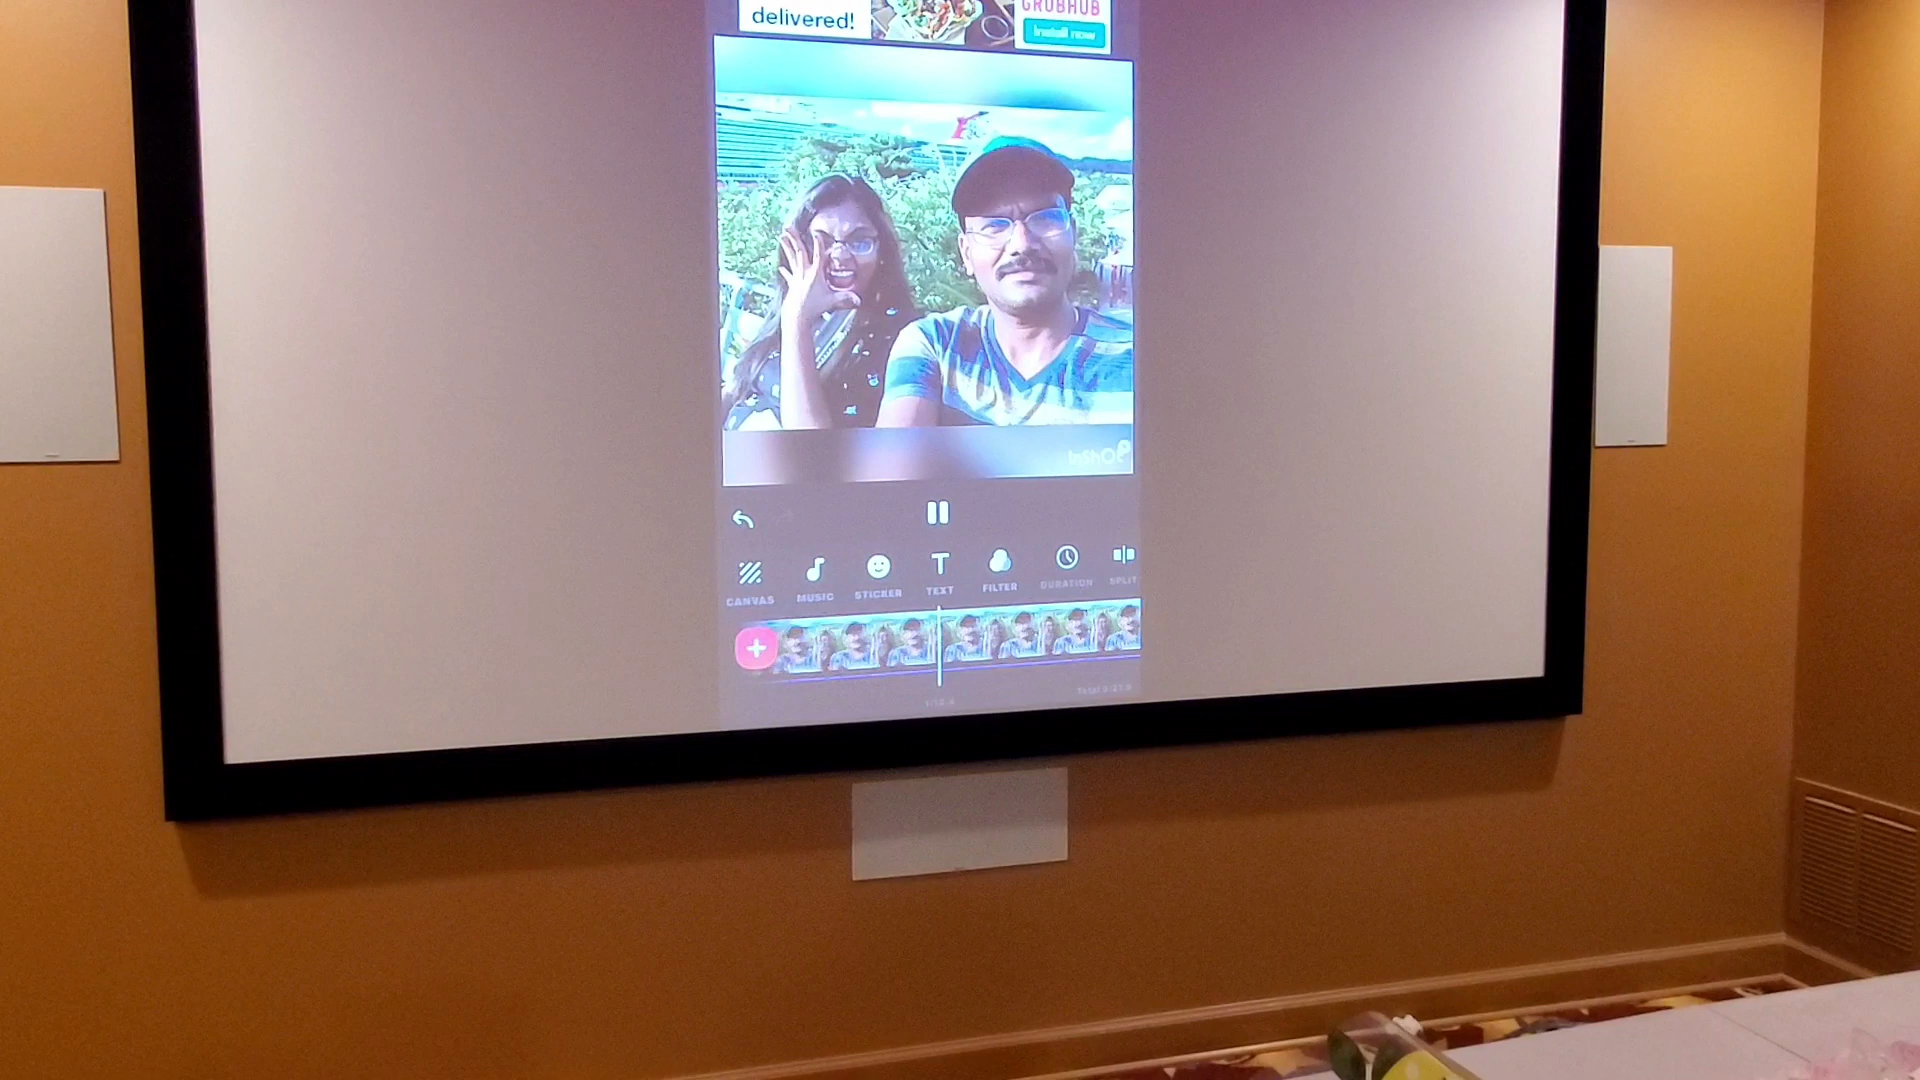 delivered!
GRUBHUB
Install now
InShOt
CANVAS
MUSIC
STICKER
TEXT
FILTER
DURATION
SPLIT
+